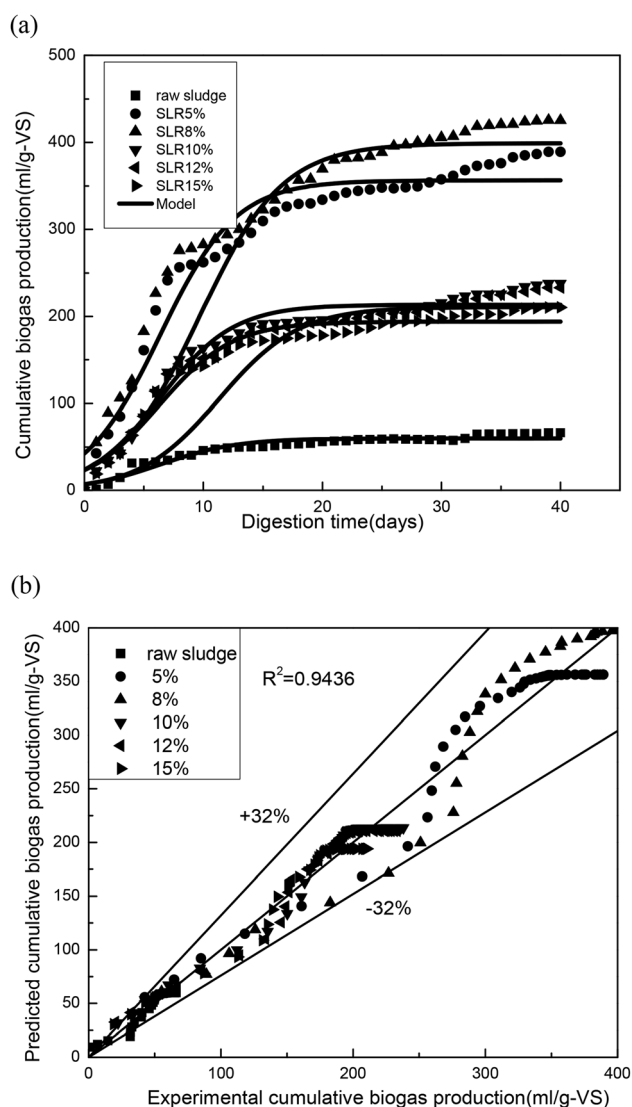 (a)
500
400
300
200
100
0
Cumulative biogas production(ml/g-VS)
raw sludge
SLR5%
SLR8%
SLR10%
SLR12%
SLR15%
Model
0
10
20
30
40
Digestion time(days)
(b)
400
350
300
250
200
150
100
50
0
Predicted cumulative biogas production(ml/g-VS)
raw sludge
5%
8%
10%
12%
15%
R²=0.9436
+32%
-32%
0
100
200
300
400
Experimental cumulative biogas production(ml/g-VS)